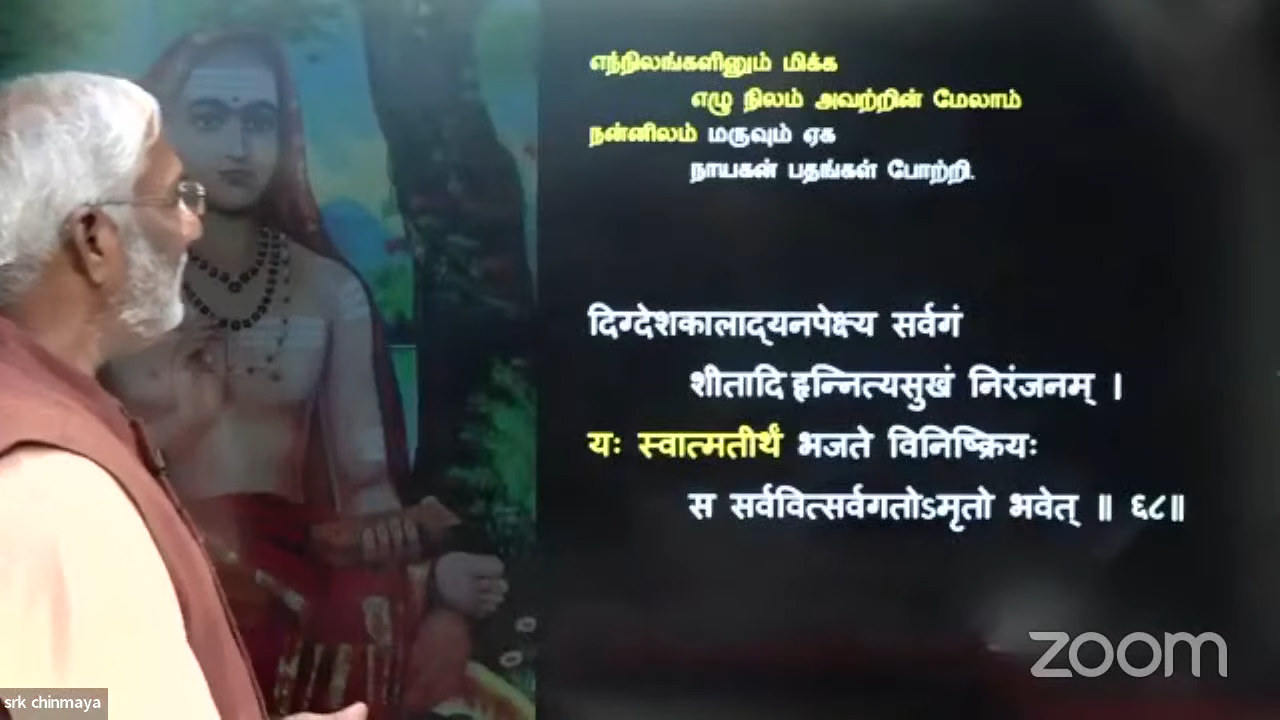 எந்நிலங்களினும் மிக்க
எழு நிலம் அவற்றின் மேலாம்
நன்னிலம் மருவும் ஏக
நாயகன் பதங்கள் போற்றி.
दिग्देशकालाद्यनपेक्ष्य सर्वगं
शीतादिहृन्नित्यसुखं निरंजनम् ।
यः स्वात्मतीर्थं भजते विनिष्क्रियः
स सर्ववित्सर्वगतोऽमृतो भवेत् ॥ ६८॥
zoom
srk chinmaya